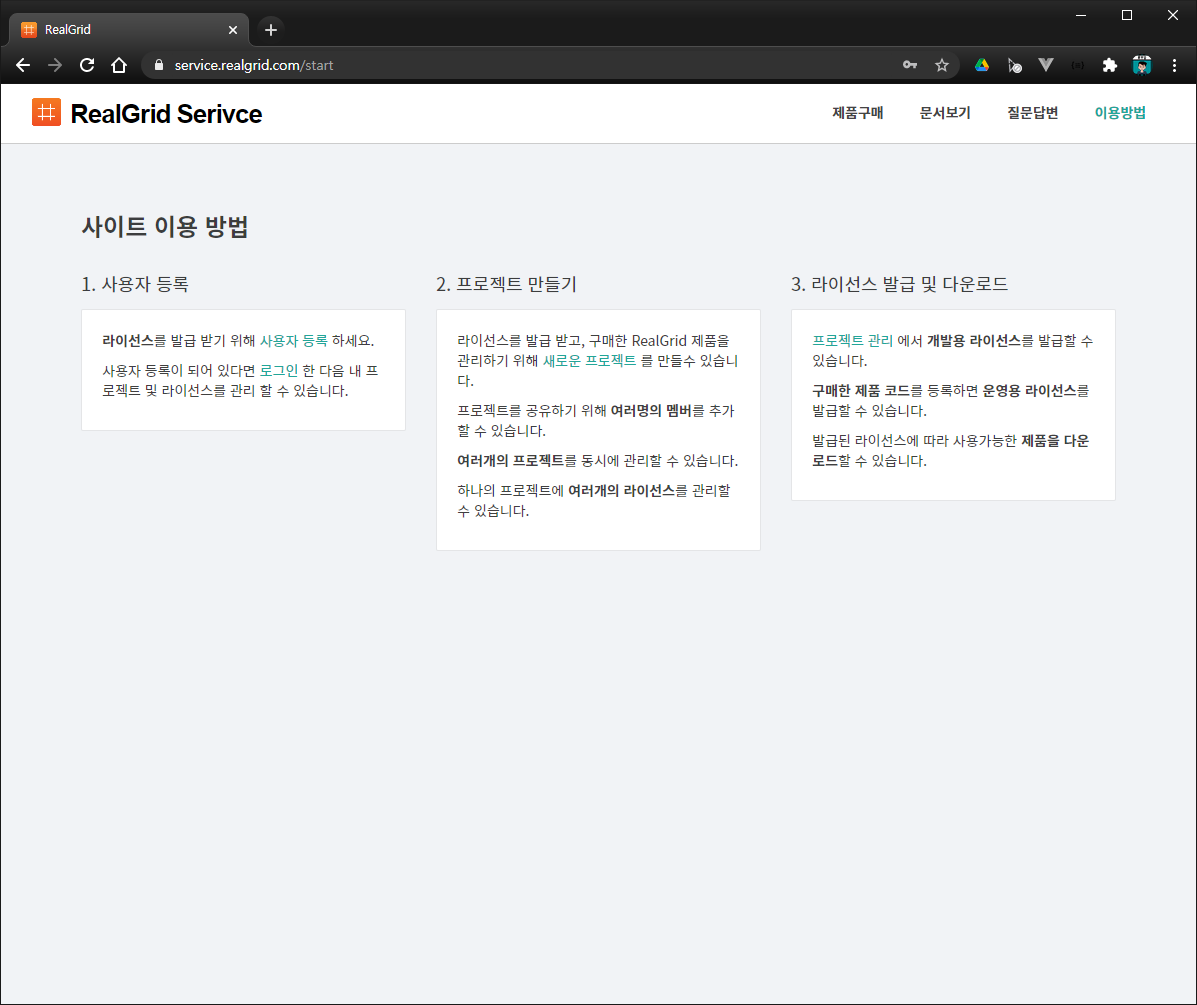 RealGrid
service.realgrid.com/start
RealGrid Serivce
제품구매 문서보기 질문답변 이용방법
사이트 이용 방법
1. 사용자 등록
라이선스를 발급 받기 위해 사용자 등록 하세요.
사용자 등록이 되어 있다면 로그인 한 다음 내 프
로젝트 및 라이선스를 관리 할 수 있습니다.
2. 프로젝트 만들기
라이선스를 발급 받고, 구매한 RealGrid 제품을
관리하기 위해 새로운 프로젝트 를 만들수 있습니
다.
프로젝트를 공유하기 위해 여러명의 멤버를 추가
할 수 있습니다.
여러개의 프로젝트를 동시에 관리할 수 있습니다.
하나의 프로젝트에 여러개의 라이선스를 관리할
수 있습니다.
3. 라이선스 발급 및 다운로드
프로젝트 관리 에서 개발용 라이선스를 발급할 수
있습니다.
구매한 제품 코드를 등록하면 운영용 라이선스를
발급할 수 있습니다.
발급된 라이선스에 따라 사용가능한 제품을 다운
로드할 수 있습니다.